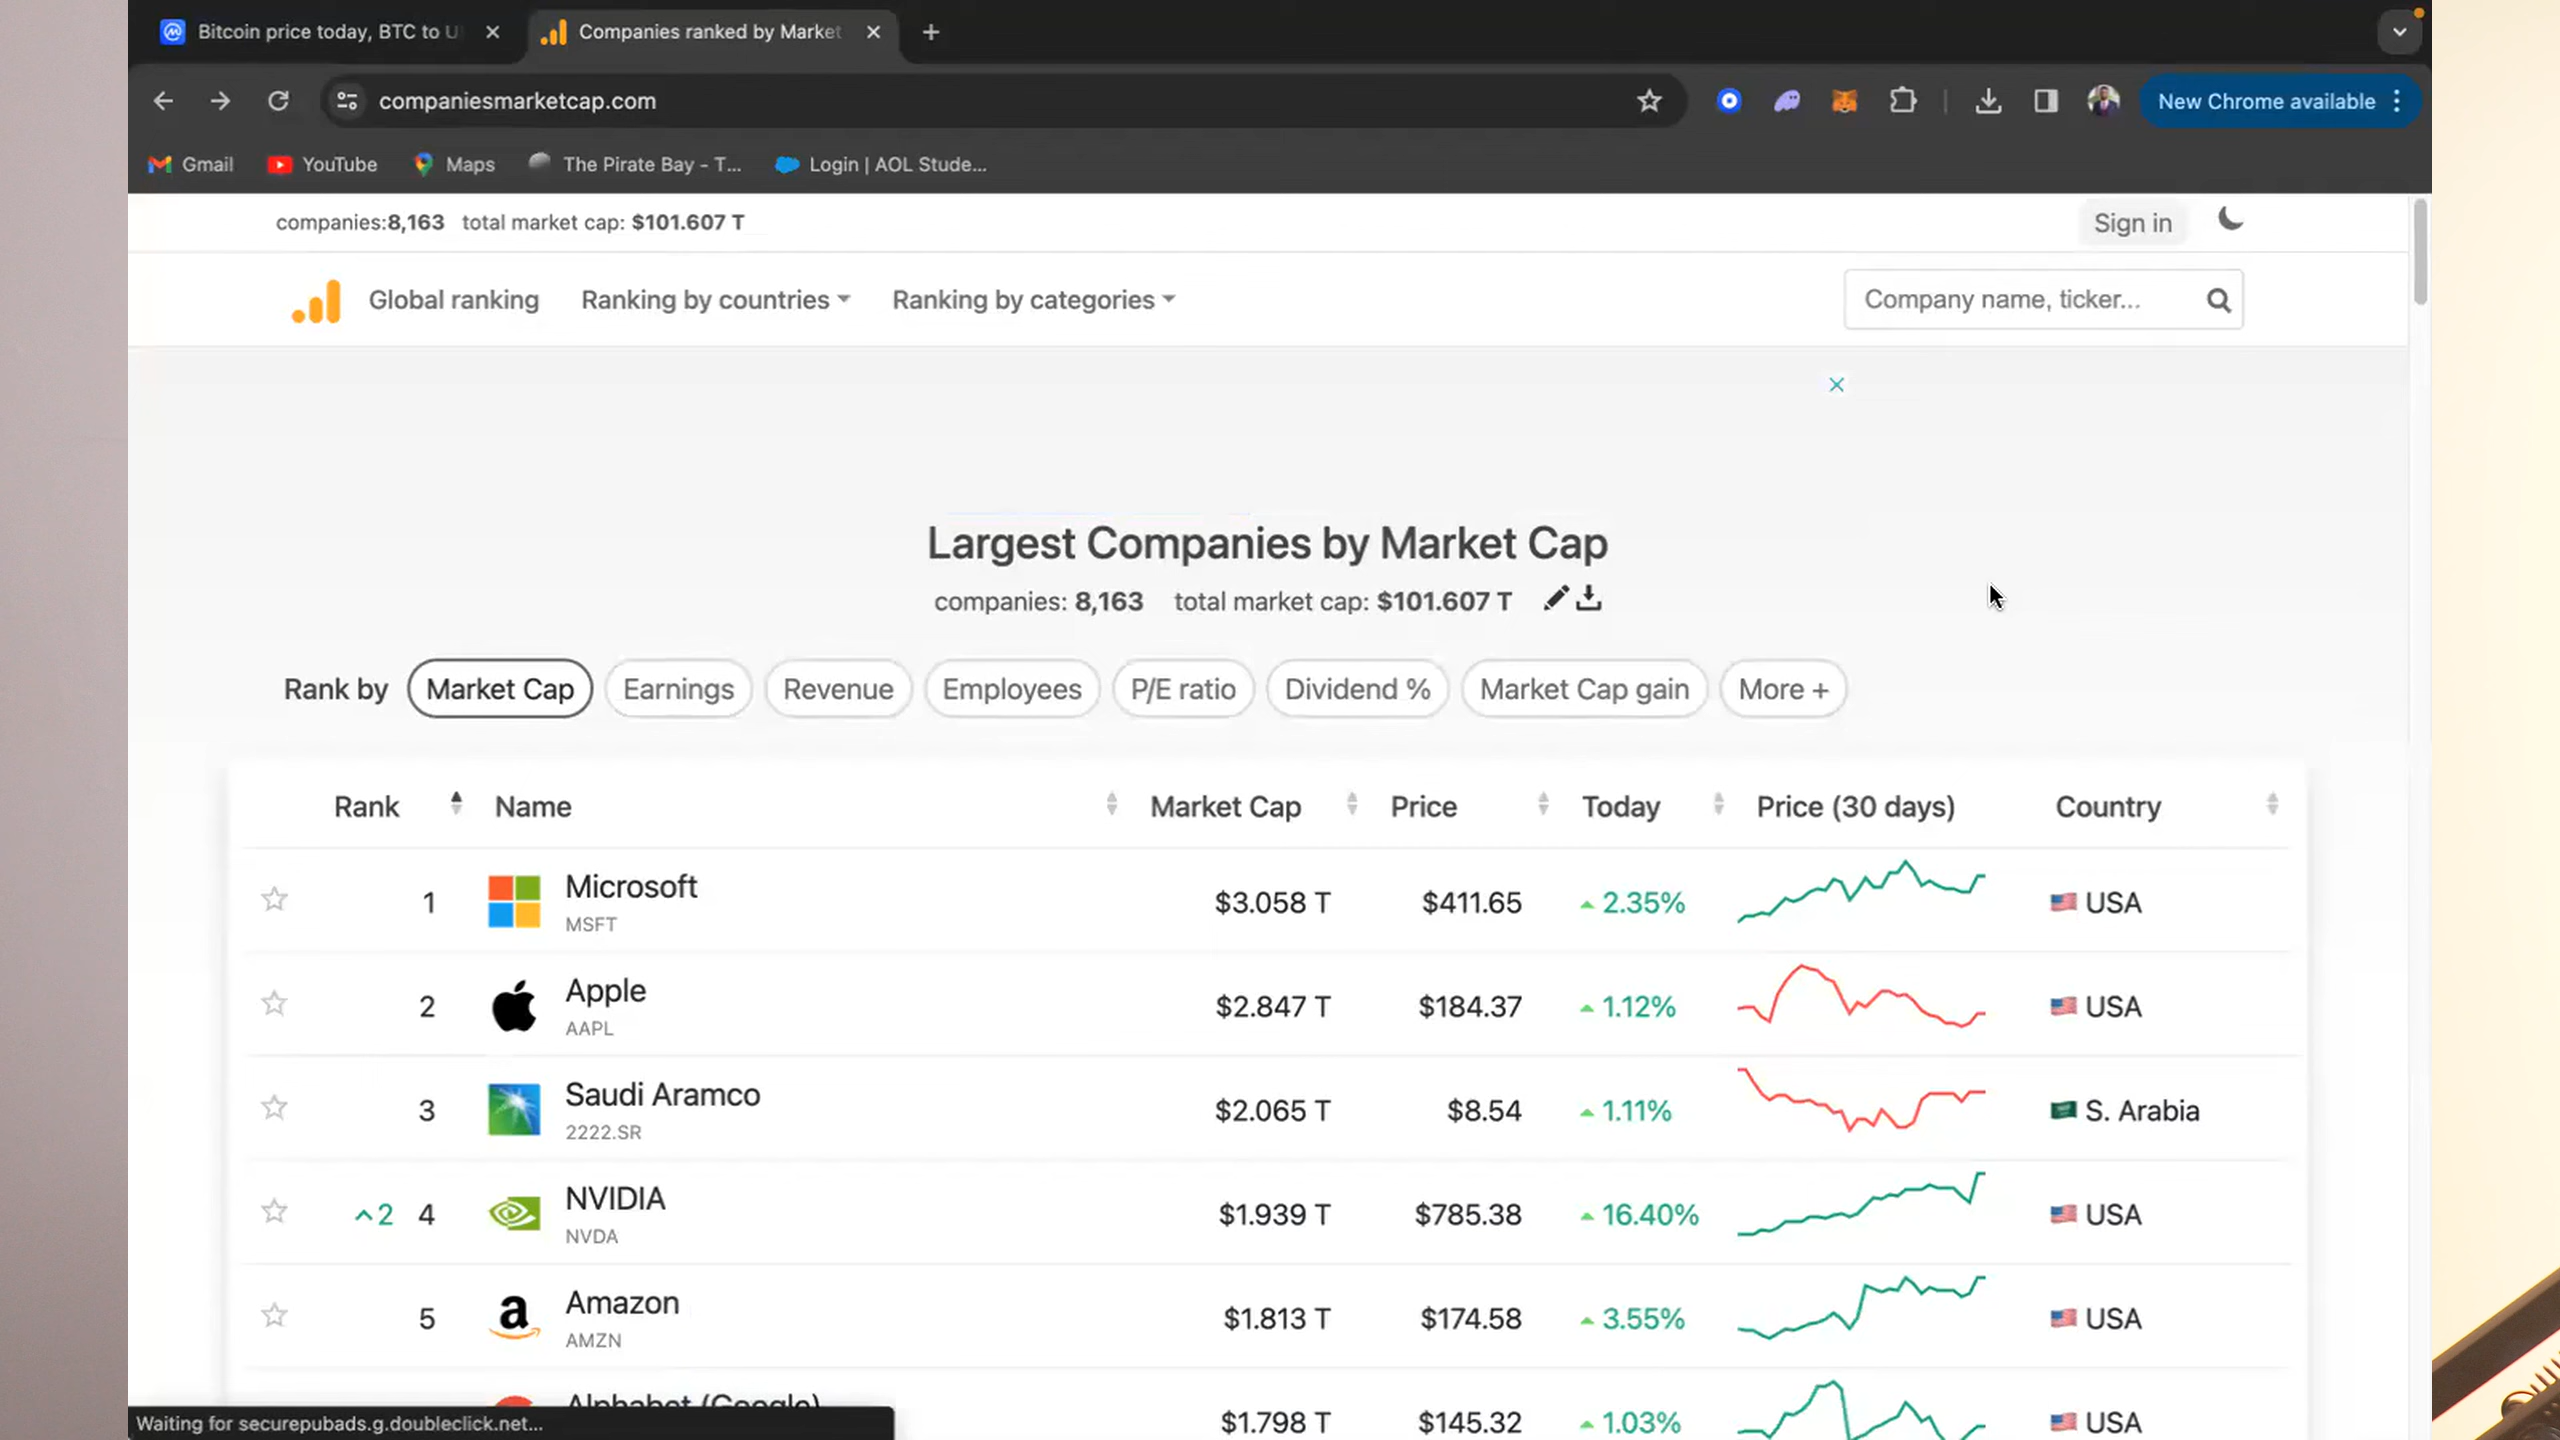 Bitcoin price today, BTC to U
Companies ranked by Market
companiesmarketcap.com
New Chrome available
Gmail YouTube Maps The Pirate Bay - T... Login | AOL Stude...
companies:8,163 total market cap: $101.607 T
Sign in
Global ranking Ranking by countries Ranking by categories
Company name, ticker...
Largest Companies by Market Cap
companies: 8,163 total market cap: $101.607 T
Rank by Market Cap Earnings Revenue Employees P/E ratio Dividend % Market Cap gain More +
Rank Name Market Cap Price Today Price (30 days) Country
1 Microsoft $3.058 T $411.65 2.35% USA
MSFT
2 Apple $2.847 T $184.37 1.12% USA
AAPL
3 Saudi Aramco $2.065 T $8.54 1.11% S. Arabia
2222.SR
2 4 NVIDIA $1.939 T $785.38 16.40% USA
NVDA
5 Amazon $1.813 T $174.58 3.55% USA
AMZN
Alphabet (Google) $1.798 T $145.32 1.03% USA
Waiting for securepubads.g.doubleclick.net...